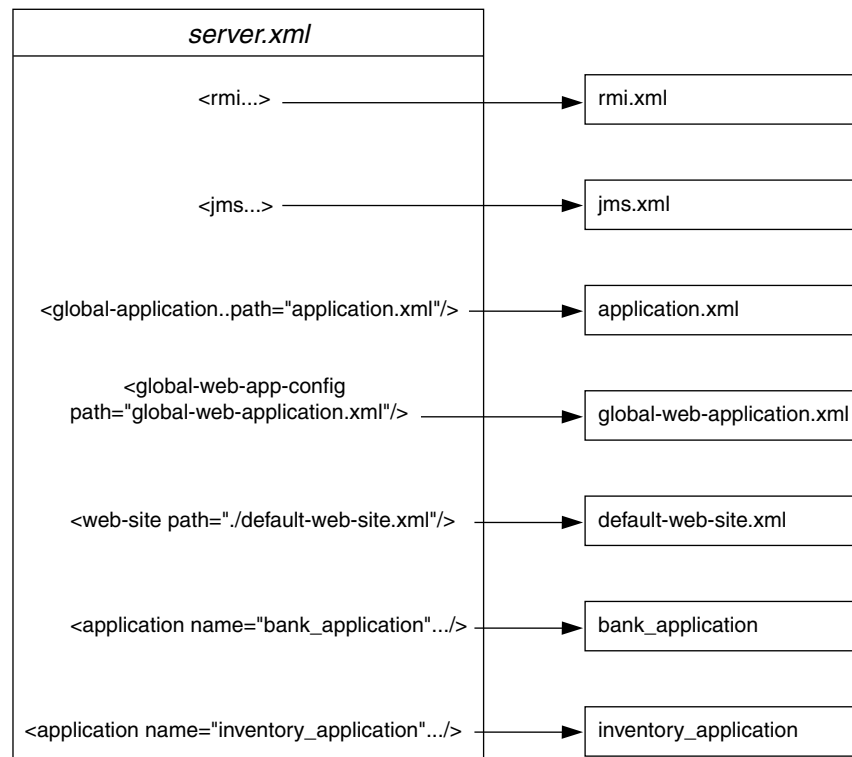 server.xml
<rmi...>
rmi.xml
<jms...>
jms.xml
<global-application..path="application.xml"/>
application.xml
<global-web-app-config
path="global-web-application.xml"/>
global-web-application.xml
<web-site path="./default-web-site.xml"/>
default-web-site.xml
<application name="bank_application".../>
bank_application
<application name="inventory_application".../>
inventory_application